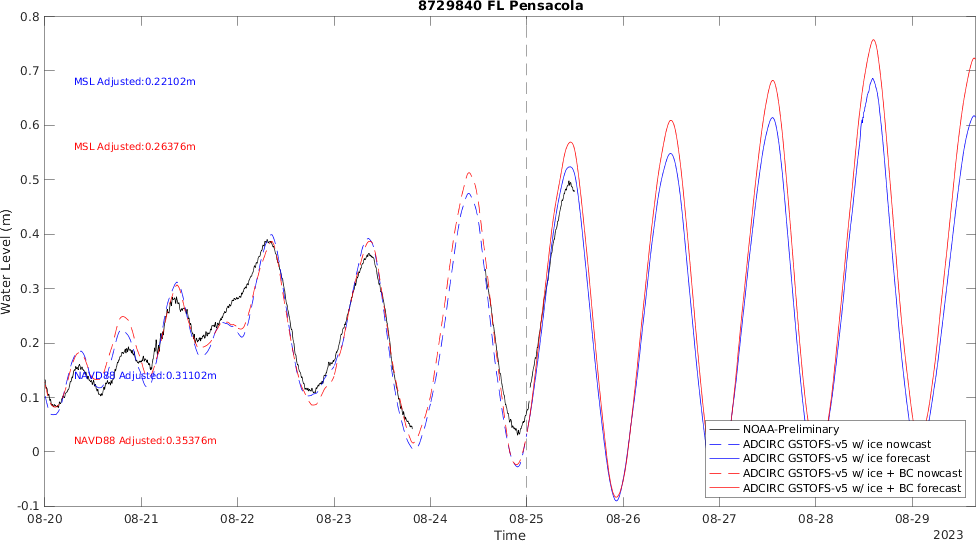 8729840 FL Pensacola
0.8
0.7
MSL Adjusted:0.22102m
0.6
MSL Adjusted:0.26376m
0.5
0.4
Water Level (m)
0.3
0.2
NAVD88 Adjusted:0.31102m
0.1
NAVD88 Adjusted:0.35376m
0
-0.1
NOAA-Preliminary
ADCIRC GSTOFS-v5 w/ ice nowcast
ADCIRC GSTOFS-v5 w/ ice forecast
ADCIRC GSTOFS-v5 w/ ice + BC nowcast
ADCIRC GSTOFS-v5 w/ ice + BC forecast
08-20 08-21 08-22 08-23 08-24 08-25 08-26 08-27 08-28 08-29
Time
2023